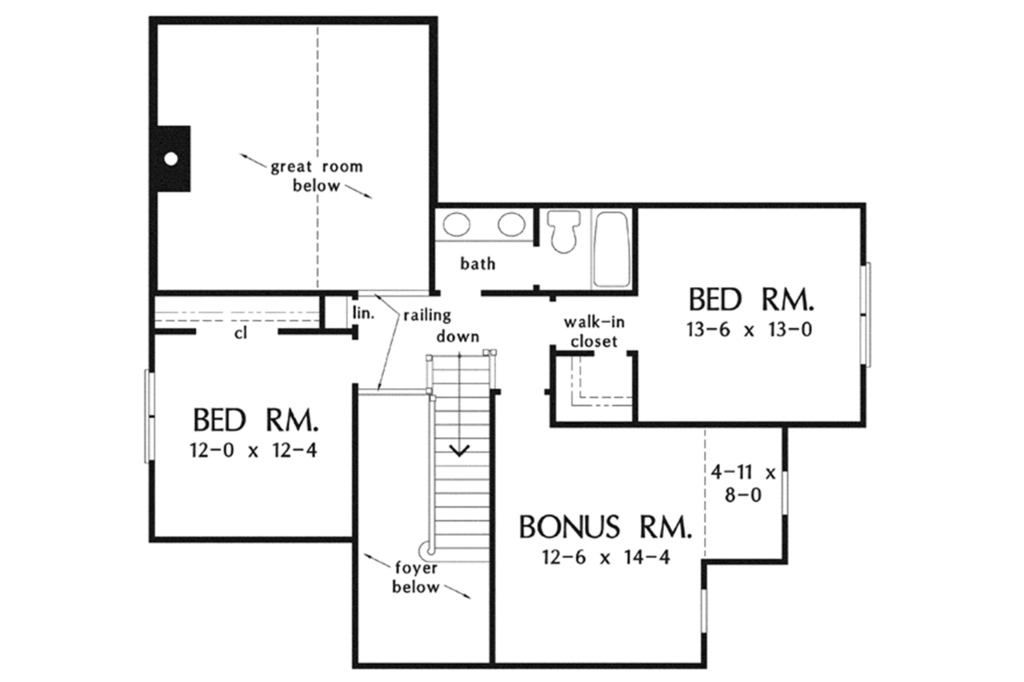 great room
below
bath
BED RM.
13-6 x 13-0
lin.
railing
down
walk-in
closet
cl
BED RM.
12-0 x 12-4
4-11 x
8-0
BONUS RM.
12-6 x 14-4
foyer
below